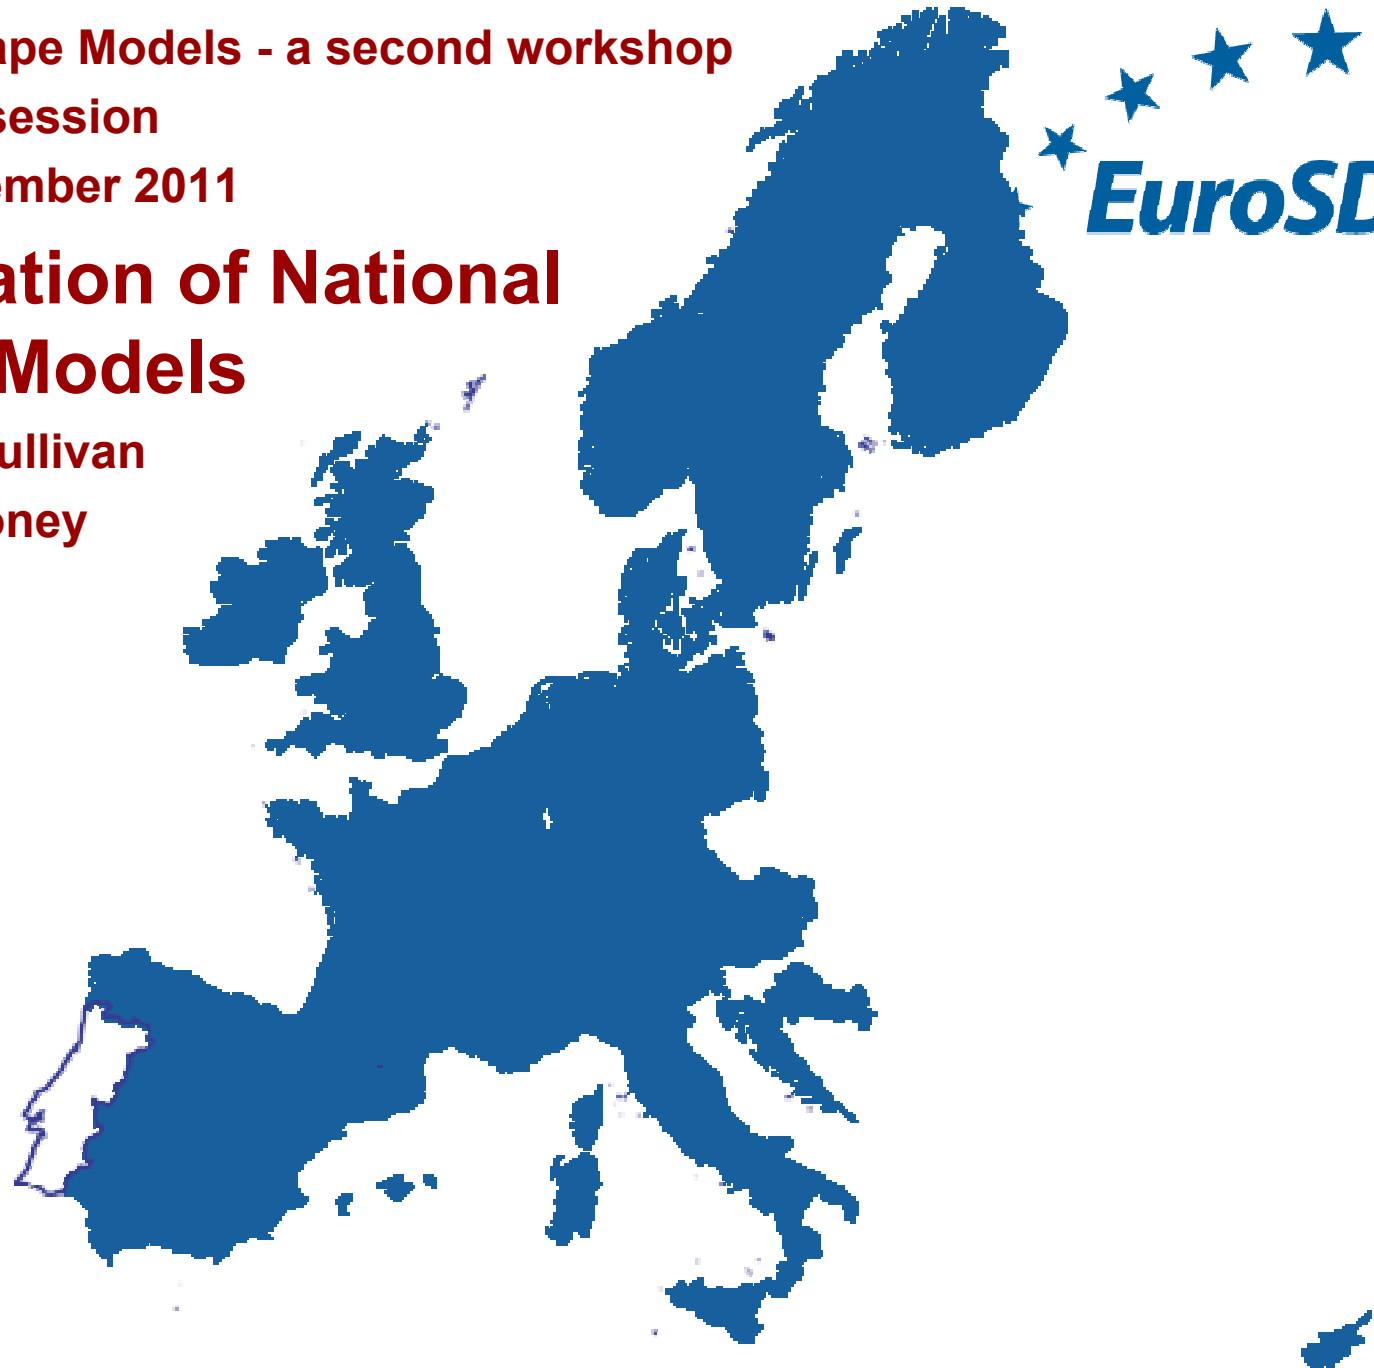 ape Models - a second workshop
session
ember 2011
ation of National
Models
ullivan
oney
EuroSD